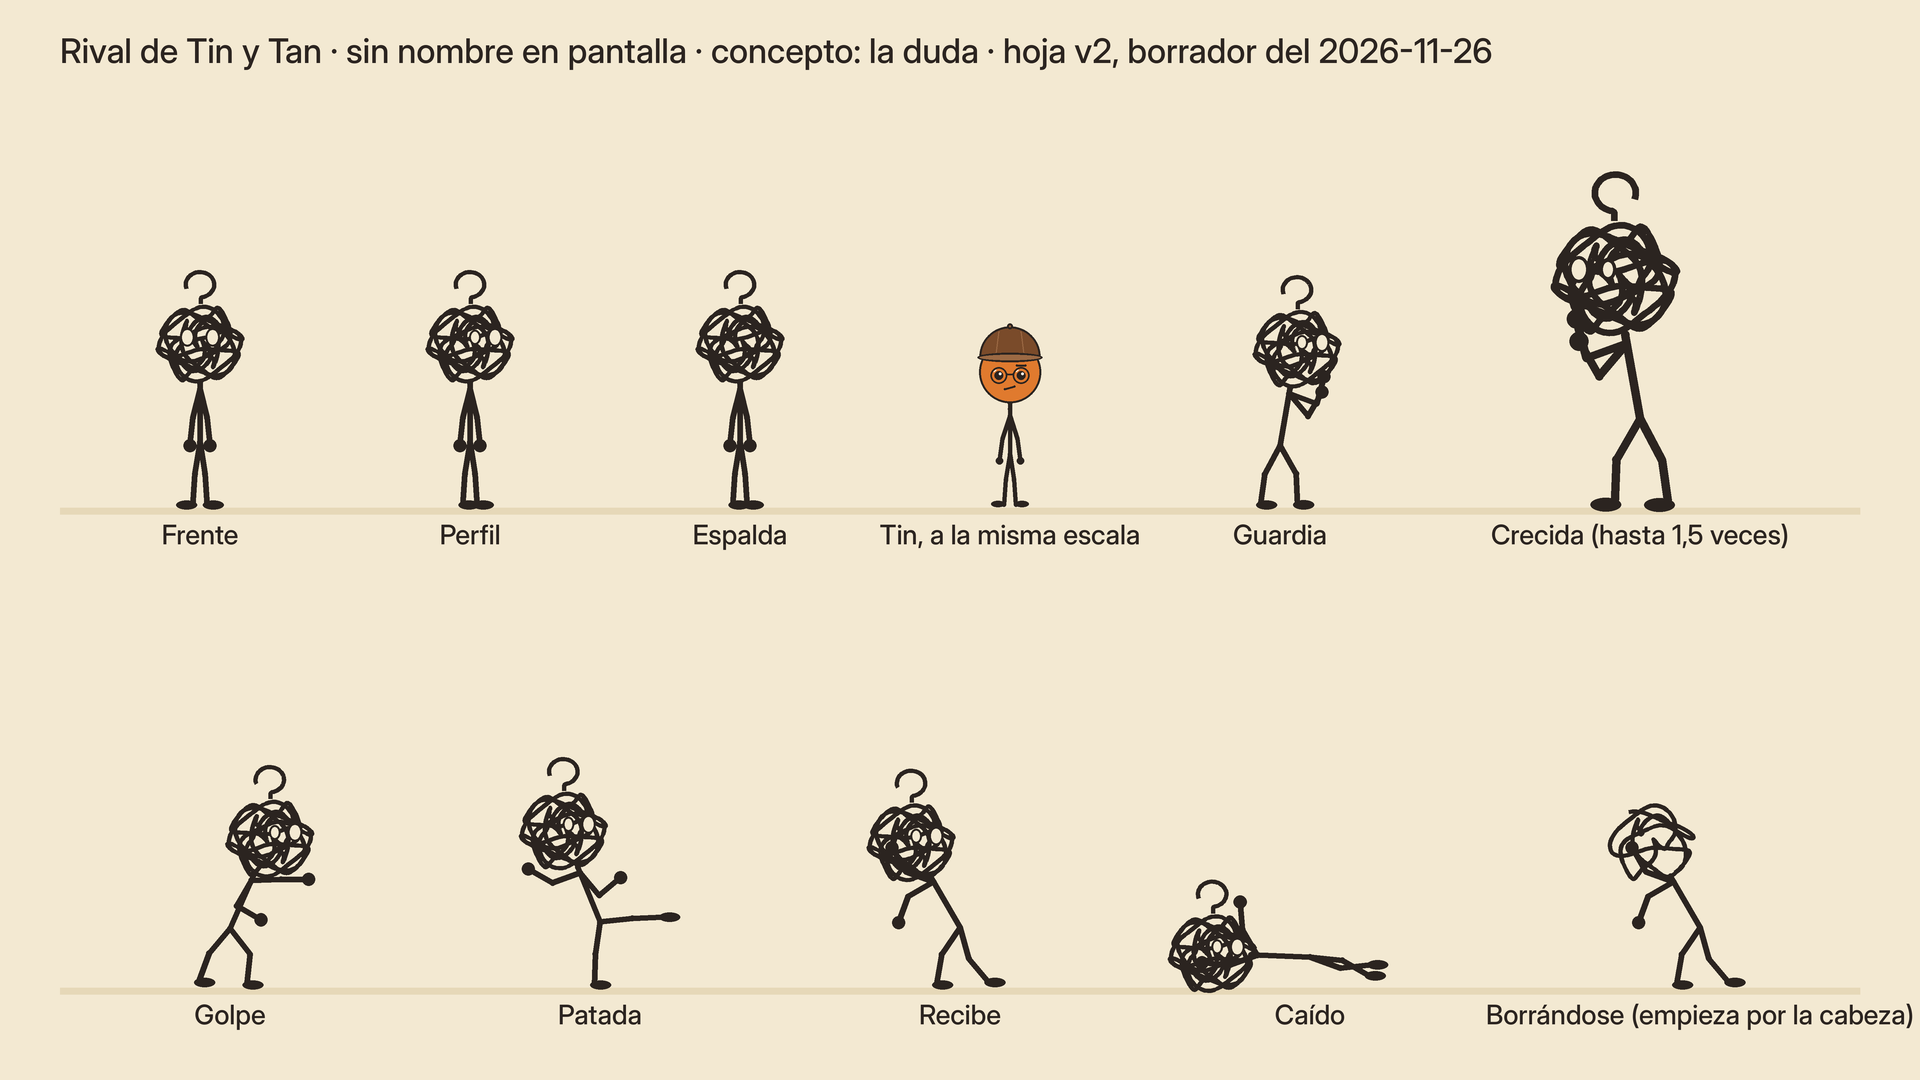 Rival de Tin y Tan · sin nombre en pantalla · concepto: la duda · hoja v2, borrador del 2026-11-26
Frente
Perfil
Espalda
Tin, a la misma escala
Guardia
Crecida (hasta 1,5 veces)
Golpe
Patada
Recibe
Caído
Borrándose (empieza por la cabeza)